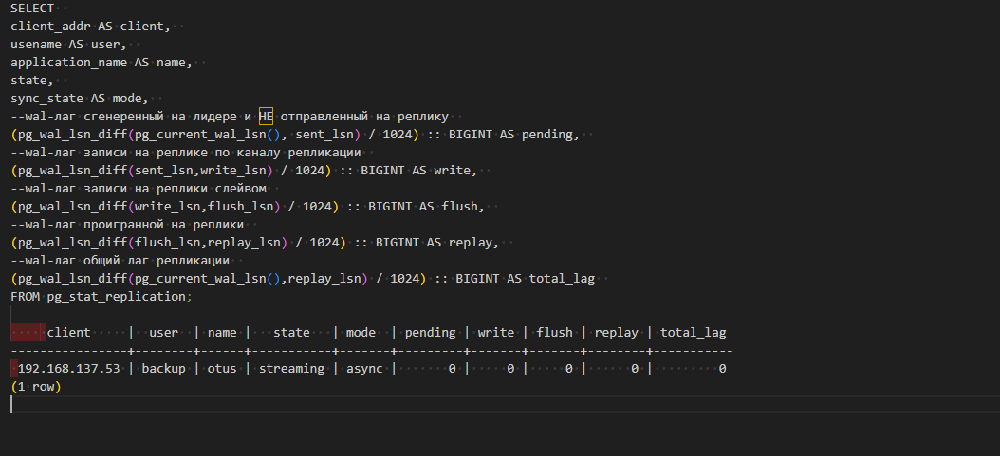 SELECT
client_addr AS client,
usename AS user,
application_name AS name,
state,
sync_state AS mode,
--wal-лаг сгенеренный на лидере и НЕ отправленный на реплику
(pg_wal_lsn_diff(pg_current_wal_lsn(), sent_lsn) / 1024) :: BIGINT AS pending,
--wal-лаг записи на реплике по каналу репликации
(pg_wal_lsn_diff(sent_lsn,write_lsn) / 1024) :: BIGINT AS write,
--wal-лаг записи на реплики слейвом
(pg_wal_lsn_diff(write_lsn,flush_lsn) / 1024) :: BIGINT AS flush,
--wal-лаг проигранной на реплики
(pg_wal_lsn_diff(flush_lsn,replay_lsn) / 1024) :: BIGINT AS replay,
--wal-лаг общий лаг репликации
(pg_wal_lsn_diff(pg_current_wal_lsn(),replay_lsn) / 1024) :: BIGINT AS total_lag
FROM pg_stat_replication;
client | user | name | state | mode | pending | write | flush | replay | total_lag
----------------+--------+------+-----------+-------+---------+-------+-------+--------+-----------
192.168.137.53 | backup | otus | streaming | async | 0 | 0 | 0 | 0 | 0
(1 row)